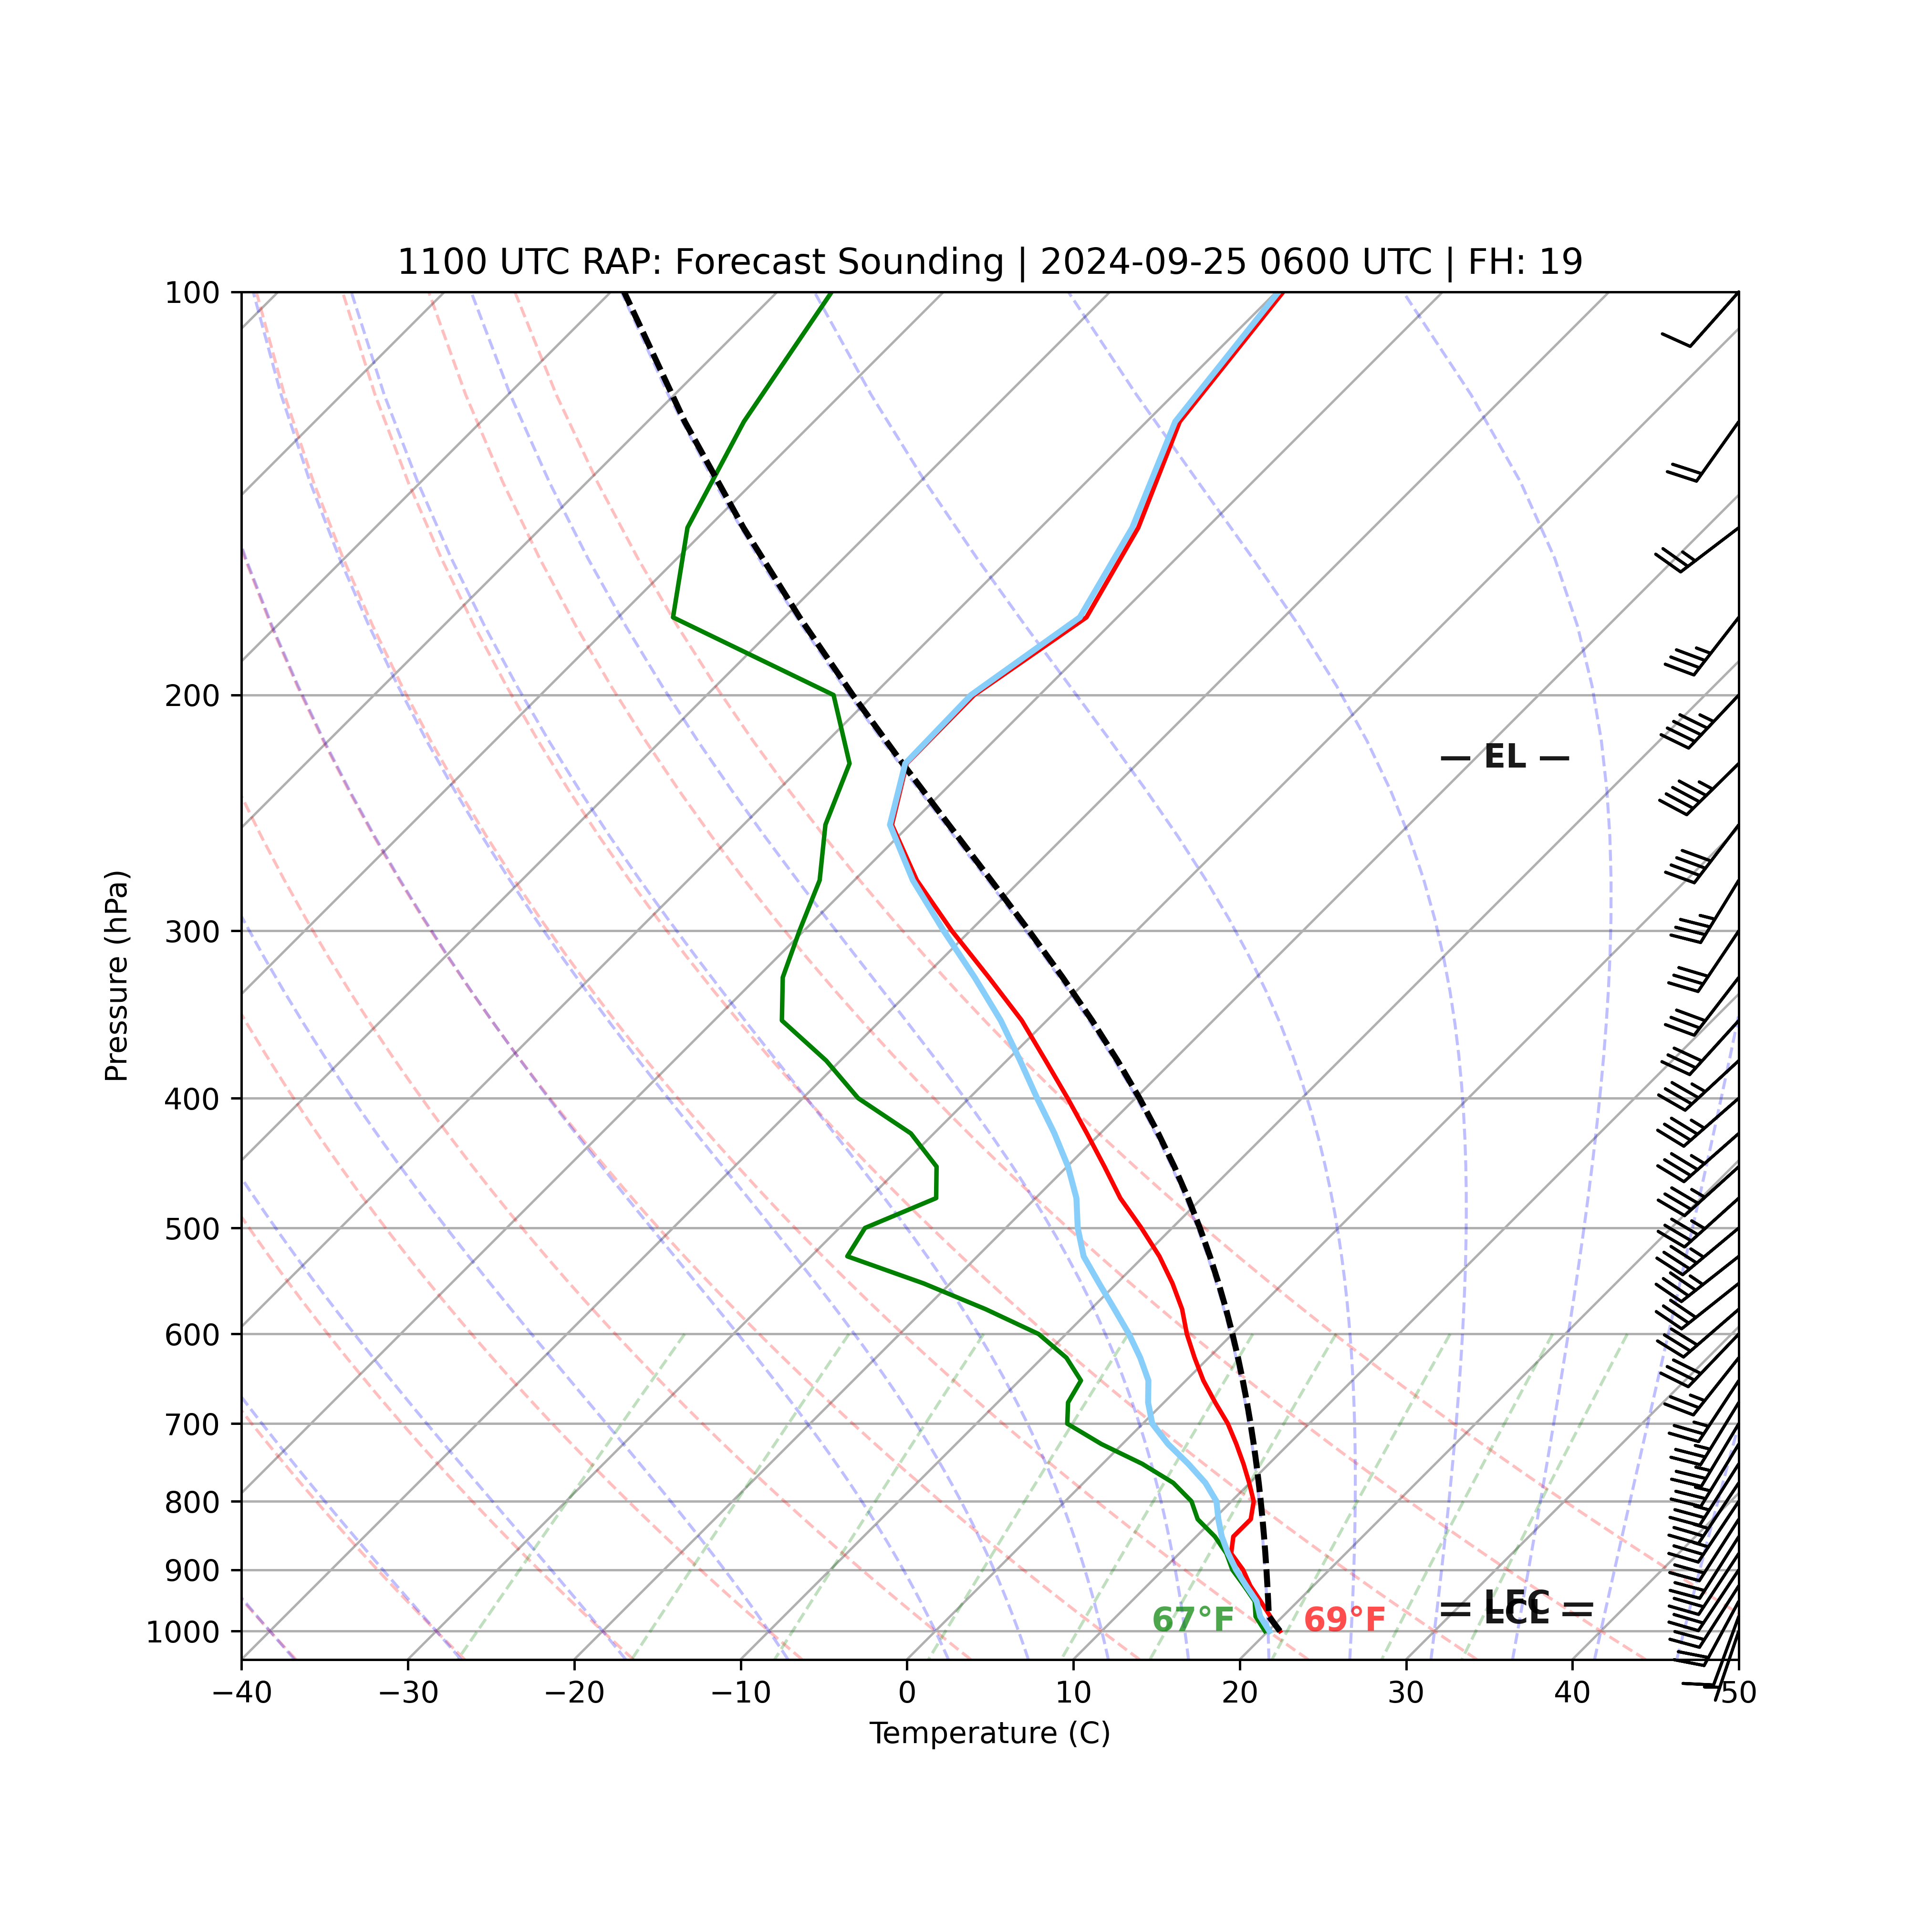 1100 UTC RAP: Forecast Sounding | 2024-09-25 0600 UTC | FH: 19
100
200
— EL —
300
Pressure (hPa)
400
500
600
700
800
900
— LFC —
— LCL —
67°F 69°F
1000
−40 −30 −20 −10 0 10 20 30 40 50
Temperature (C)